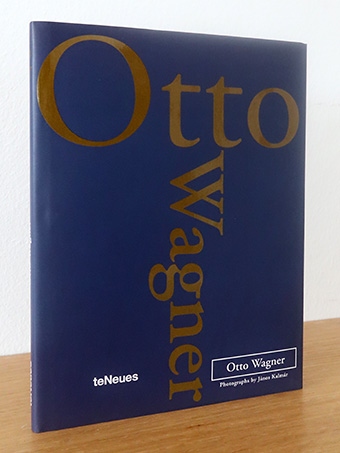 Otto
Wagner
teNeues
Otto Wagner
Photographs by János Kalmár